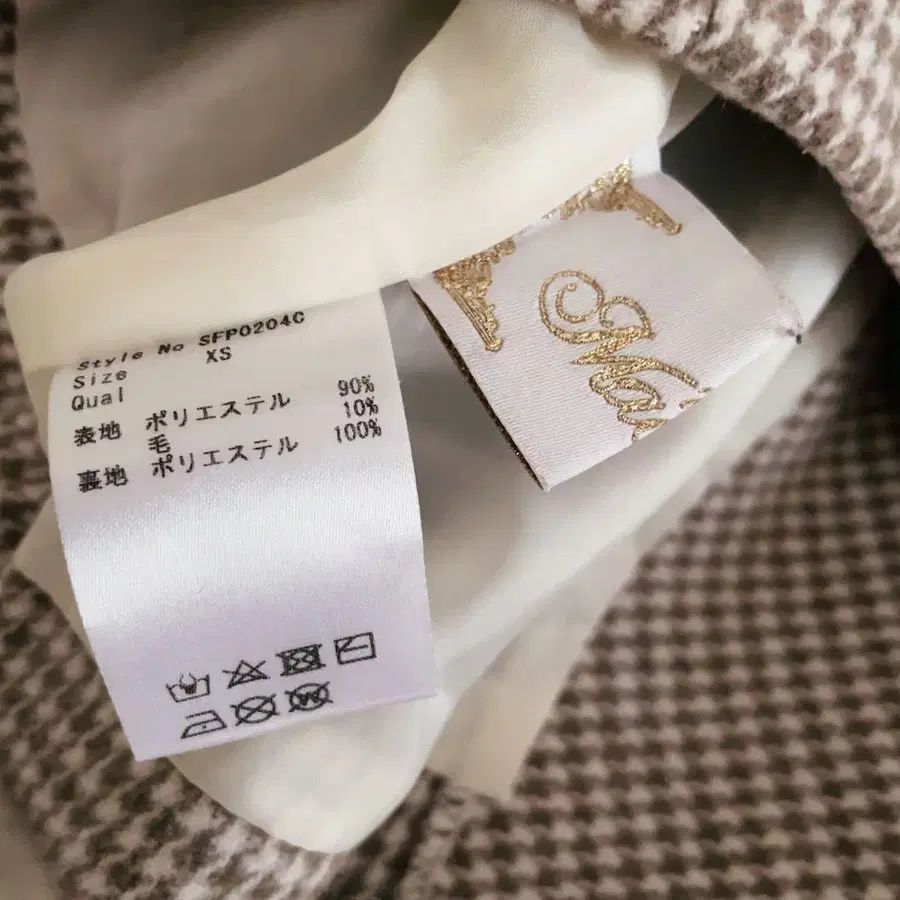 Style No SFP0204C
Size XS
Qual
表地 ポリエステル 90%
毛 10%
裏地 ポリエステル 100%